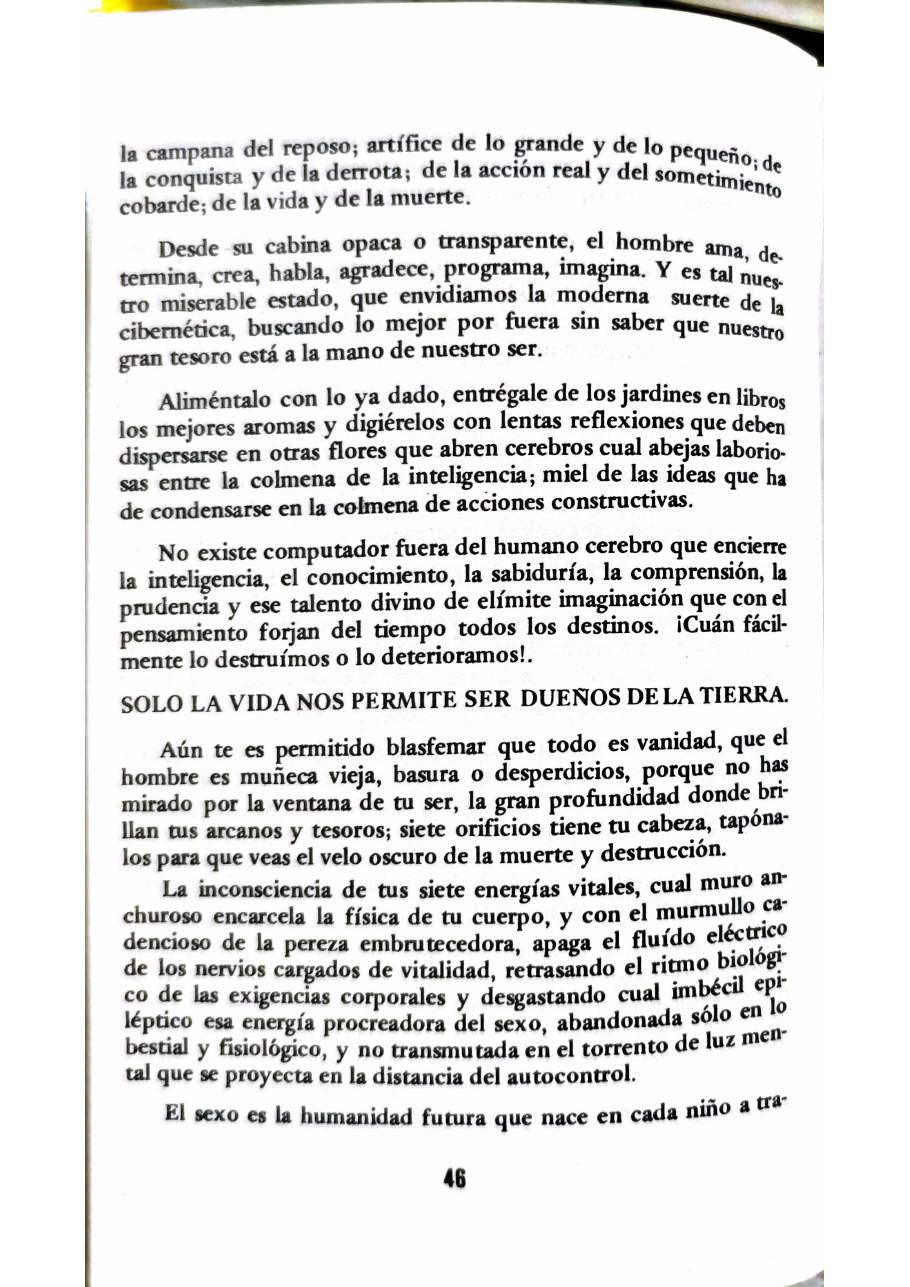 la campana del reposo; artífice de lo grande y de lo pequeño; de
la conquista y de la derrota; de la acción real y del sometimiento
cobarde; de la vida y de la muerte.
Desde su cabina opaca o transparente, el hombre ama, de-
termina, crea, habla, agradece, programa, imagina. Y es tal nues-
tro miserable estado, que envidiamos la moderna suerte de la
cibernética, buscando lo mejor por fuera sin saber que nuestro
gran tesoro está a la mano de nuestro ser.
Aliméntalo con lo ya dado, entrégale de los jardines en libros
los mejores aromas y digiérelos con lentas reflexiones que deben
dispersarse en otras flores que abren cerebros cual abejas laborio-
sas entre la colmena de la inteligencia; miel de las ideas que ha
de condensarse en la colmena de acciones constructivas.
No existe computador fuera del humano cerebro que encierre
la inteligencia, el conocimiento, la sabiduría, la comprensión, la
prudencia y ese talento divino de elímite imaginación que con el
pensamiento forjan del tiempo todos los destinos. ¡Cuán fácil-
mente lo destruímos o lo deterioramos!.
SOLO LA VIDA NOS PERMITE SER DUEÑOS DE LA TIERRA.
Aún te es permitido blasfemar que todo es vanidad, que el
hombre es muñeca vieja, basura o desperdicios, porque no has
mirado por la ventana de tu ser, la gran profundidad donde bri-
llan tus arcanos y tesoros; siete orificios tiene tu cabeza, tapóna-
los para que veas el velo oscuro de la muerte y destrucción.
La inconsciencia de tus siete energías vitales, cual muro an-
churoso encarcela la física de tu cuerpo, y con el murmullo ca-
dencioso de la pereza embrutecedora, apaga el fluído eléctrico
de los nervios cargados de vitalidad, retrasando el ritmo biológi-
co de las exigencias corporales y desgastando cual imbécil epi-
léptico esa energía procreadora del sexo, abandonada sólo en lo
bestial y fisiológico, y no transmutada en el torrento de luz men-
tal que se proyecta en la distancia del autocontrol.
El sexo es la humanidad futura que nace en cada niño a tra-
46